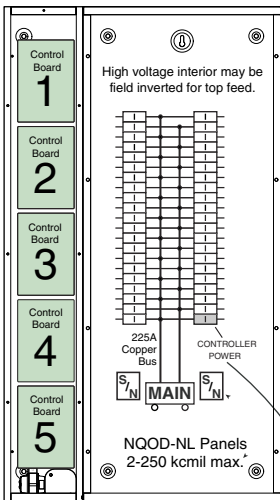 Control
Board
1
Control
Board
2
Control
Board
3
Control
Board
4
Control
Board
5
High voltage interior may be
field inverted for top feed.
225A
Copper
Bus
CONTROLLER
POWER
S/N
MAIN
S/N
NQOD-NL Panels
2-250 kcmil max.